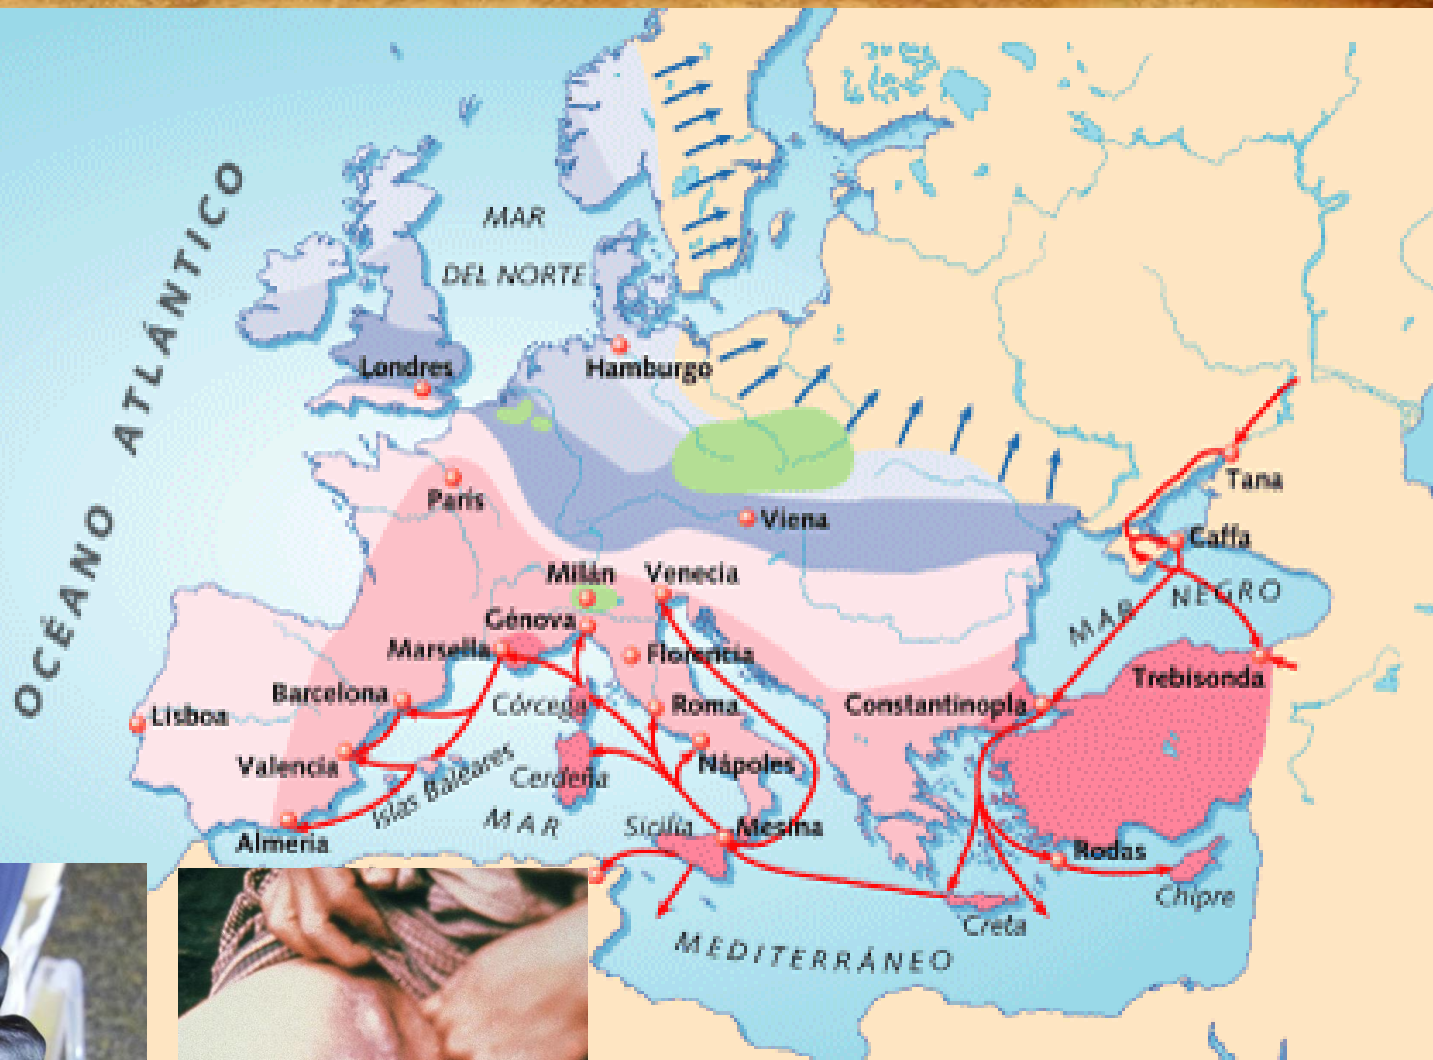 OCÉANO ATLÁNTICO
MAR
DEL NORTE
Londres
Hamburgo
París
Viena
Tana
Caffa
MAR NEGRO
Milán
Venecia
Génova
Marsella
Florencia
Trebisonda
Barcelona
Córcega
Roma
Constantinopla
Lisboa
Valencia
Islas Baleares
Cerdeña
Nápoles
MAR
Sicilia
Mesina
Almería
Rodas
Chipre
Creta
MEDITERRÁNEO